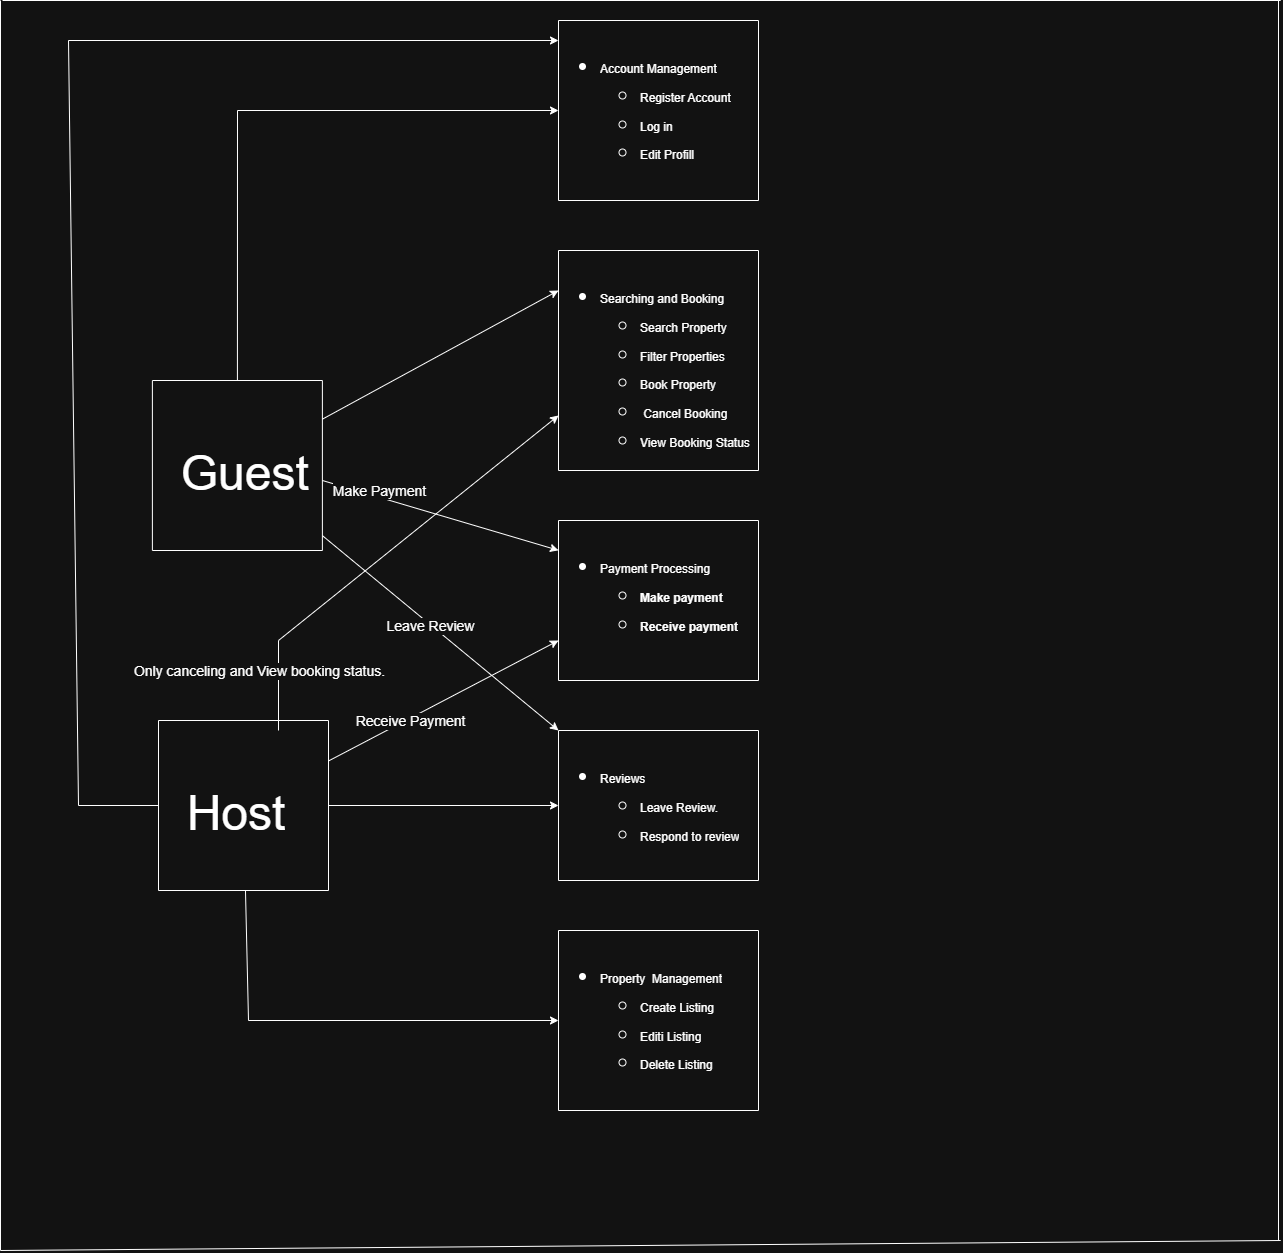 Account Management
Register Account
Log in
Edit Profill
Searching and Booking
Search Property
Filter Properties
Book Property
Cancel Booking
View Booking Status
Guest
Make Payment
Payment Processing
Make payment
Receive payment
Leave Review
Only canceling and View booking status.
Receive Payment
Host
Reviews
Leave Review.
Respond to review
Property  Management
Create Listing
Editi Listing
Delete Listing